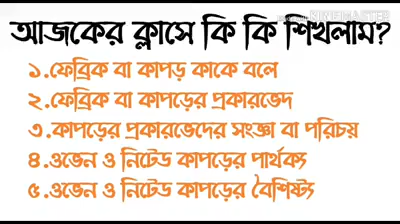 আজকের ক্লাসে কি কি শিখলাম?
১.ফেব্রিক বা কাপড় কাকে বলে
২.ফেব্রিক বা কাপড়ের প্রকারভেদ
৩.কাপড়ের প্রকারভেদের সংজ্ঞা বা পরিচয়
৪.ওভেন ও নিটেড কাপড়ের পার্থক্য
৫.ওভেন ও নিটেড কাপড়ের বৈশিষ্ট্য